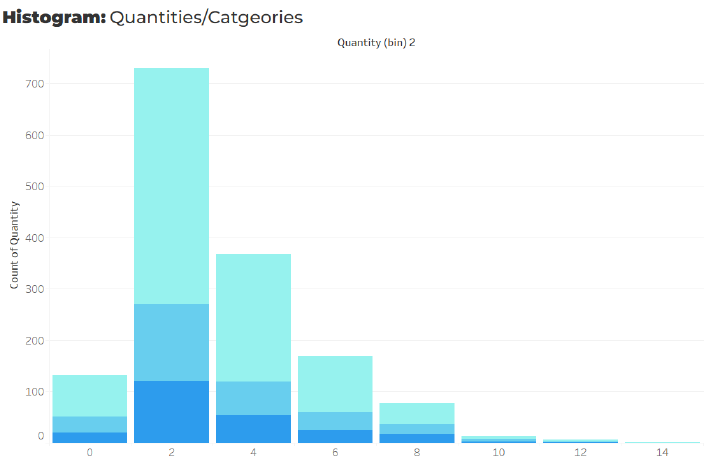 Histogram: Quantities/Catgeories
Quantity (bin) 2
Count of Quantity
700
600
500
400
300
200
100
0
0 2 4 6 8 10 12 14